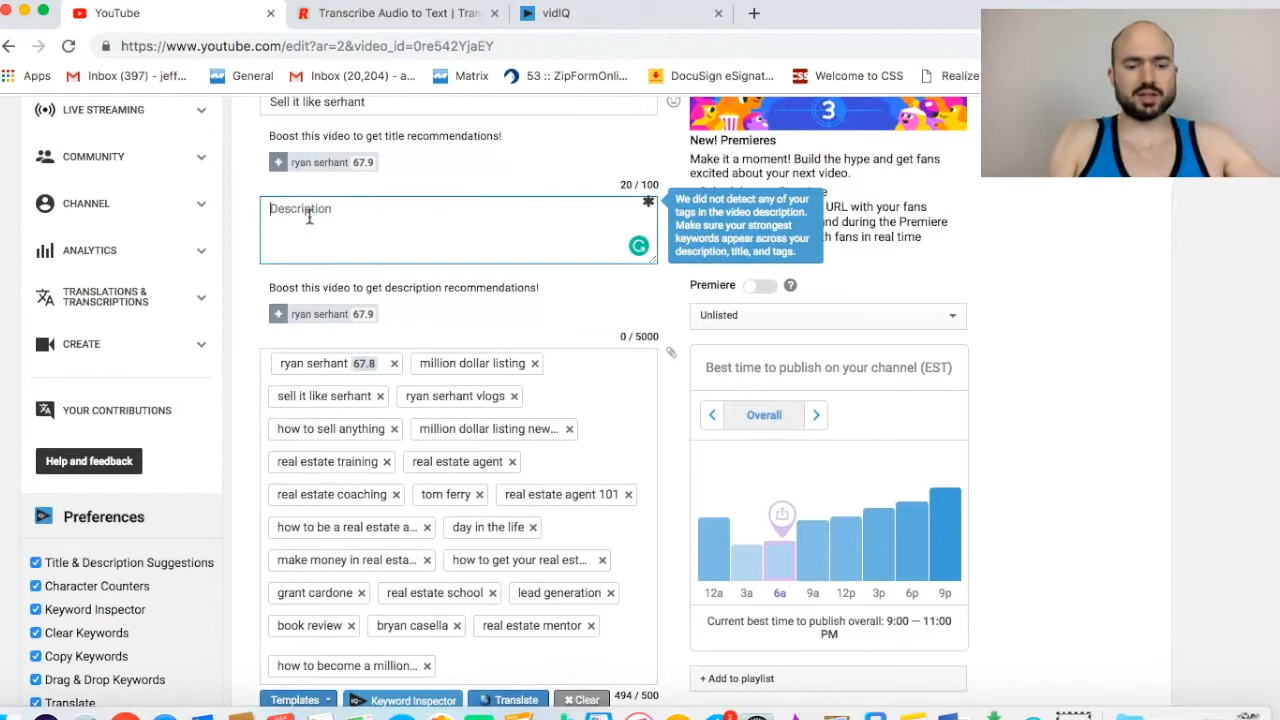 YouTube
Transcribe Audio to Text | Tran
vidIQ
https://www.youtube.com/edit?ar=2&video_id=0re542YjaEY
Apps
Inbox (397) - jeff...
General
Inbox (20,204) - a...
Matrix
53 :: ZipFormOnli...
DocuSign eSignat...
Welcome to CSS
Realize
LIVE STREAMING
COMMUNITY
CHANNEL
ANALYTICS
TRANSLATIONS &
TRANSCRIPTIONS
CREATE
YOUR CONTRIBUTIONS
Help and feedback
Preferences
Title & Description Suggestions
Character Counters
Keyword Inspector
Clear Keywords
Copy Keywords
Drag & Drop Keywords
Translate
Sell it like serhant
Boost this video to get title recommendations!
+ ryan serhant 67.9
20 / 100
Description
We did not detect any of your
tags in the video description.
Make sure your strongest
keywords appear across your
description, title, and tags.
Boost this video to get description recommendations!
+ ryan serhant 67.9
0 / 5000
ryan serhant 67.8
million dollar listing
sell it like serhant
ryan serhant vlogs
how to sell anything
million dollar listing new...
real estate training
real estate agent
real estate coaching
tom ferry
real estate agent 101
how to be a real estate a...
day in the life
make money in real esta...
how to get your real est...
grant cardone
real estate school
lead generation
book review
bryan casella
real estate mentor
how to become a million...
Templates
Keyword Inspector
Translate
Clear
494 / 500
3
New! Premieres
Make it a moment! Build the hype and get fans
excited about your next video.
URL with your fans
and during the Premiere
fans in real time
Premiere
Unlisted
Best time to publish on your channel (EST)
Overall
12a
3a
6a
9a
12p
3p
6p
9p
Current best time to publish overall: 9:00 — 11:00
PM
+ Add to playlist